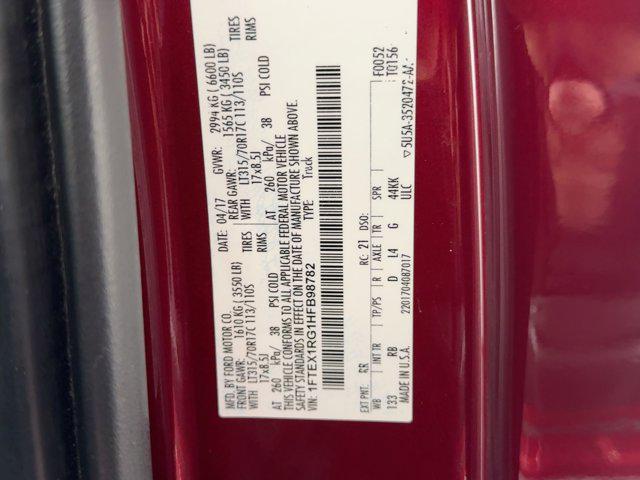 MFD. BY FORD MOTOR CO.
DATE: 04/17 GVWR: 2994 KG (6600 LB)
FRONT GAWR: 1610 KG (3550 LB) REAR GAWR: 1565 KG (3450 LB)
WITH LT315/70R17C 113/110S WITH LT315/70R17C 113/110S TIRES
17x8.5J 17x8.5J RIMS
AT 260 kPa/ 38 PSI COLD RIMS AT 260 kPa/ 38 PSI COLD
THIS VEHICLE CONFORMS TO ALL APPLICABLE FEDERAL MOTOR VEHICLE
SAFETY STANDARDS IN EFFECT ON THE DATE OF MANUFACTURE SHOWN ABOVE.
VIN: 1FTEX1RG1HFB98782 TYPE: Truck
TIRES
F0052
T0156
EXT PNT: RR RC: 21 DSO:
WB INT TR TP/PS R AXLE TR SPR
133 RB D L4 G 44KK
MADE IN U.S.A. 2201704087017 ULC
▽5U5A-3520472-AA-